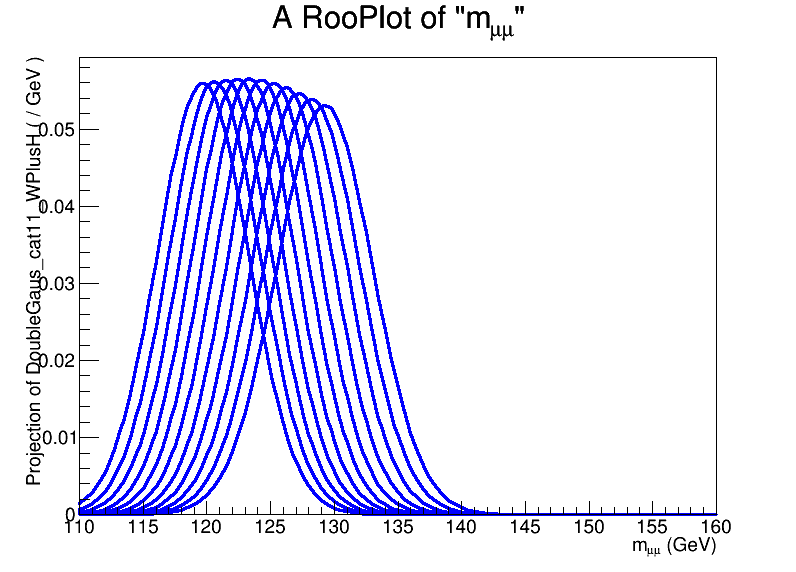 A RooPlot of "mμμ"
Projection of DoubleGaus_cat11_WPlusH ( / GeV )
0.05
0.04
0.03
0.02
0.01
0
110 115 120 125 130 135 140 145 150 155 160
mμμ (GeV)